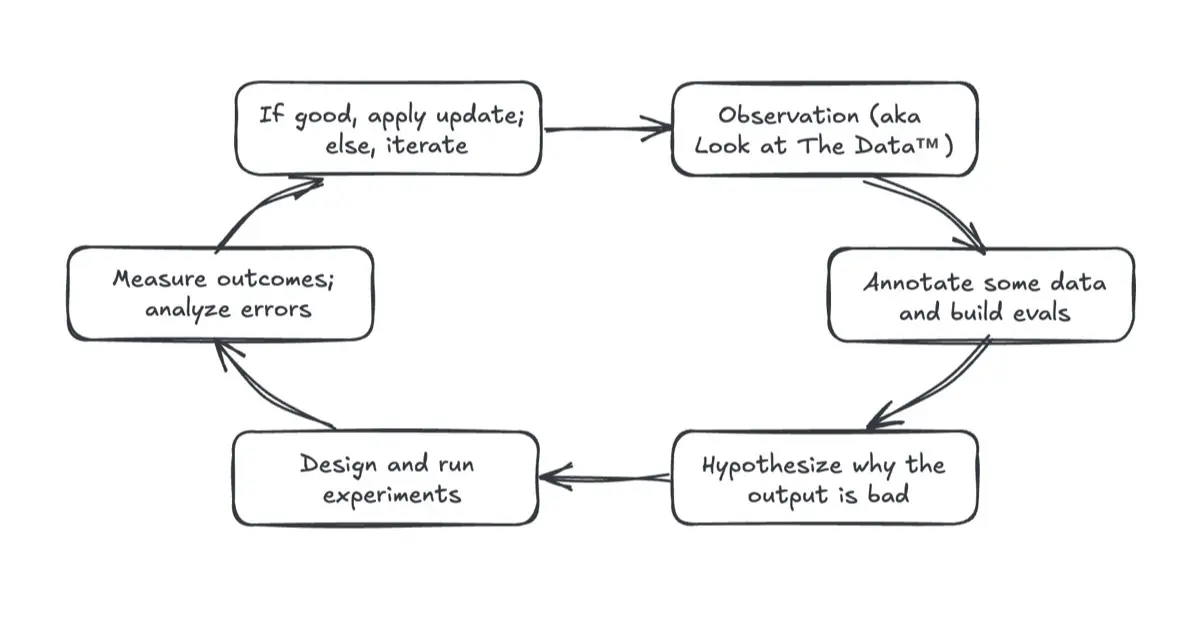 If good, apply update;
else, iterate
Observation (aka
Look at The Data™)
Measure outcomes;
analyze errors
Annotate some data
and build evals
Design and run
experiments
Hypothesize why the
output is bad